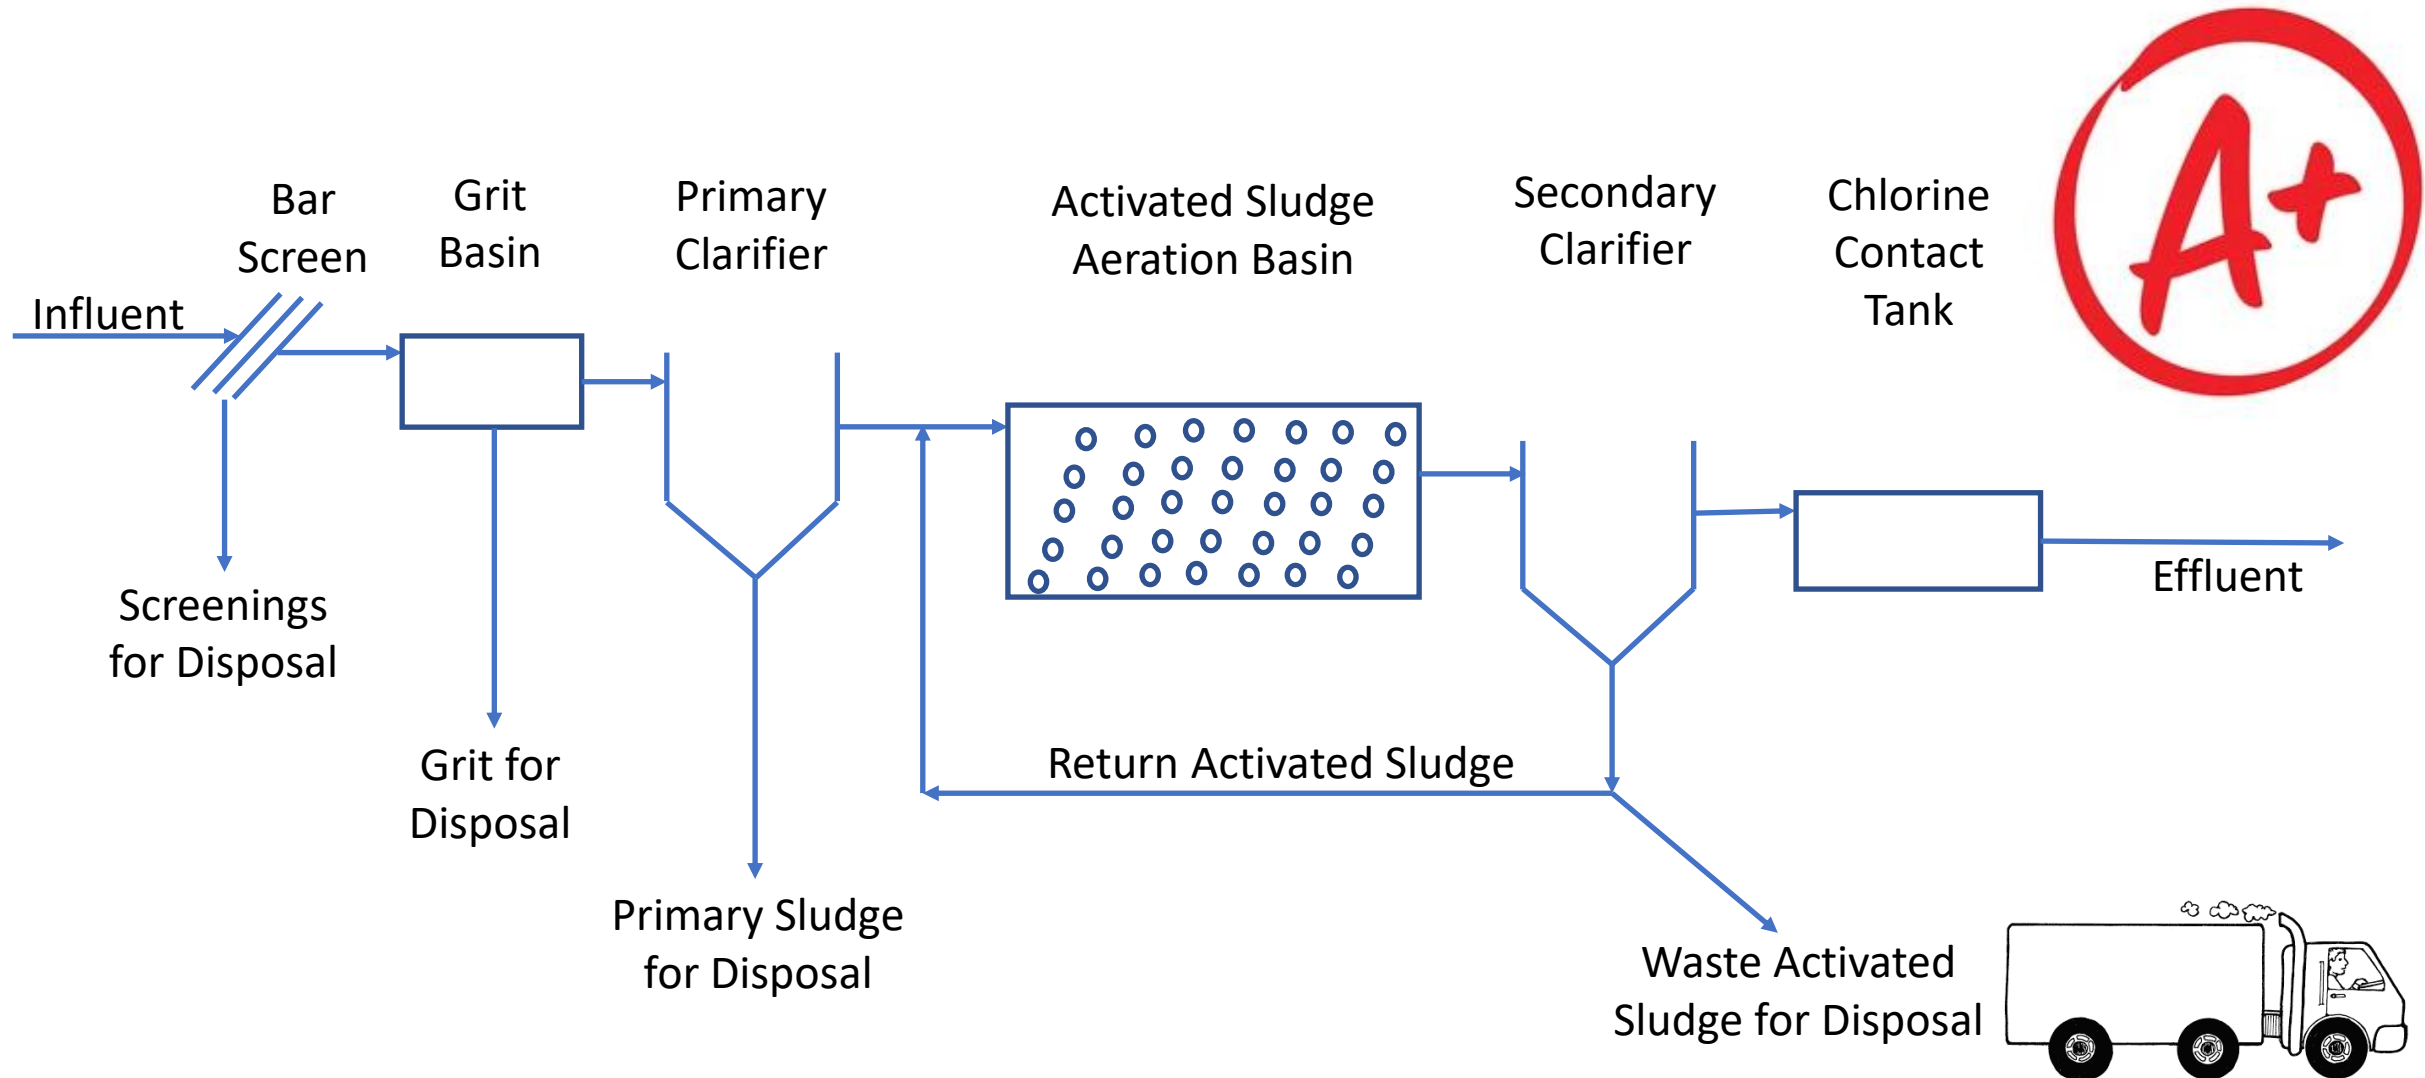 Bar
Screen
Grit
Basin
Primary
Clarifier
Activated Sludge
Aeration Basin
Secondary
Clarifier
Chlorine
Contact
Tank
A+
Influent
Effluent
Screenings
for Disposal
Grit for
Disposal
Return Activated Sludge
Primary Sludge
for Disposal
Waste Activated
Sludge for Disposal